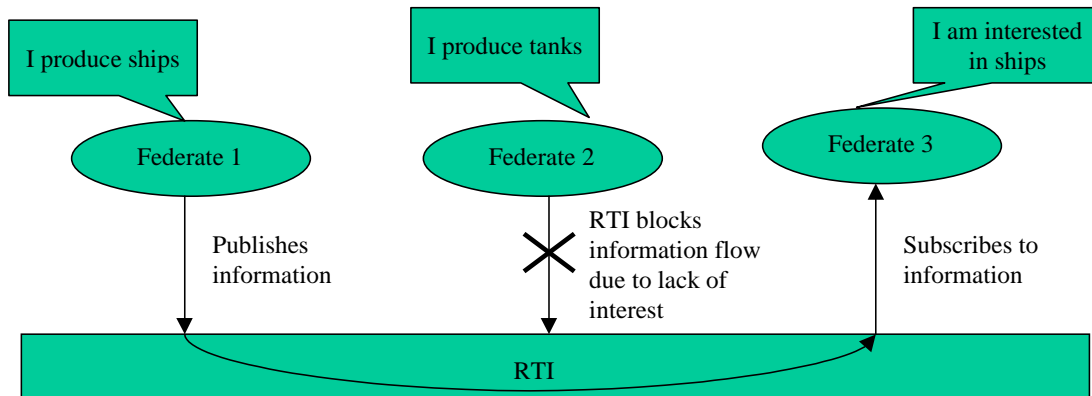 I produce ships
I produce tanks
I am interested
in ships
Federate 1
Federate 2
Federate 3
Publishes
information
RTI blocks
information flow
due to lack of
interest
Subscribes to
information
RTI